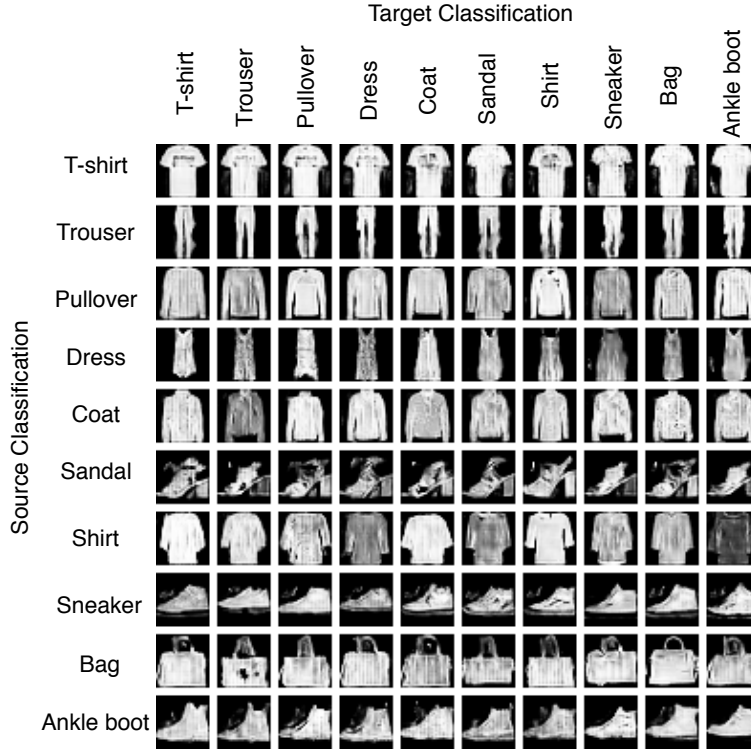 Target Classification
T-shirt
Trouser
Pullover
Dress
Coat
Sandal
Shirt
Sneaker
Bag
Ankle boot
Source Classification
T-shirt
Trouser
Pullover
Dress
Coat
Sandal
Shirt
Sneaker
Bag
Ankle boot